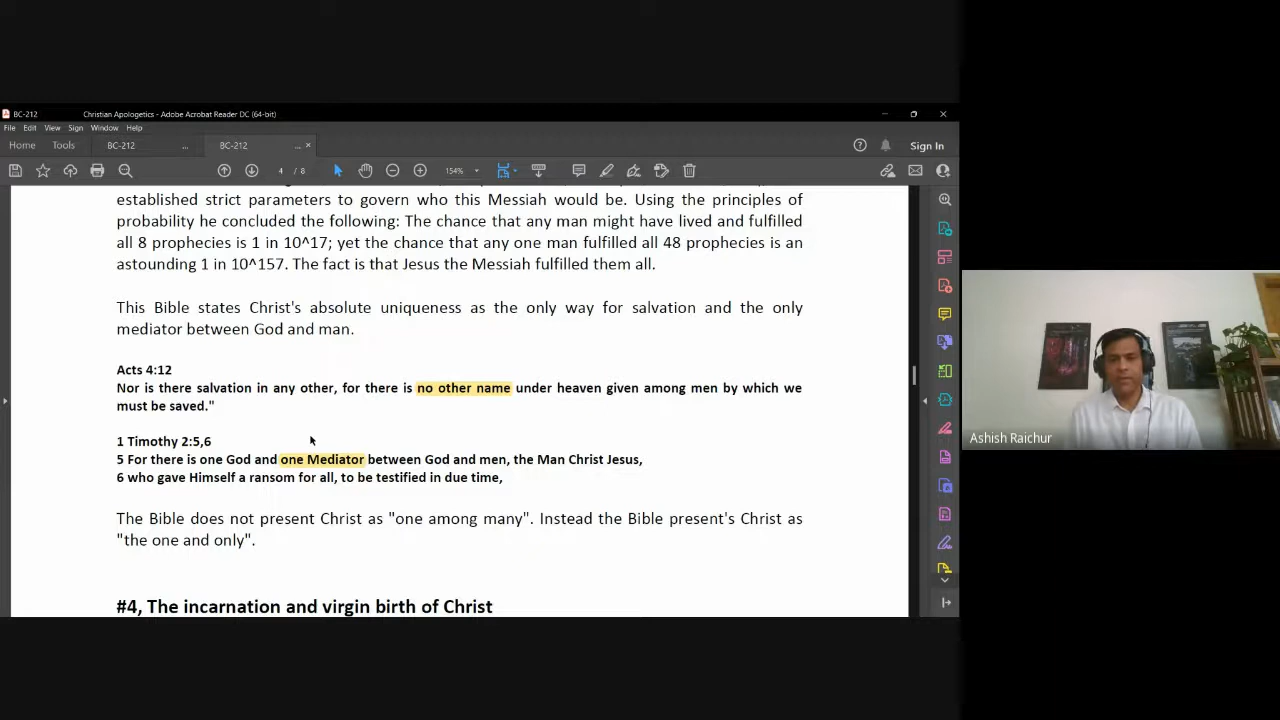 BC-212
Christian Apologetics - Adobe Acrobat Reader DC (64-bit)
File Edit View Sign Window Help
Home Tools BC-212 ... BC-212 ... ×
Sign In
4 / 8
154%
established strict parameters to govern who this Messiah would be. Using the principles of
probability he concluded the following: The chance that any man might have lived and fulfilled
all 8 prophecies is 1 in 10^17; yet the chance that any one man fulfilled all 48 prophecies is an
astounding 1 in 10^157. The fact is that Jesus the Messiah fulfilled them all.
This Bible states Christ's absolute uniqueness as the only way for salvation and the only
mediator between God and man.
Acts 4:12
Nor is there salvation in any other, for there is no other name under heaven given among men by which we
must be saved."
1 Timothy 2:5,6
5 For there is one God and one Mediator between God and men, the Man Christ Jesus,
6 who gave Himself a ransom for all, to be testified in due time,
The Bible does not present Christ as "one among many". Instead the Bible present's Christ as
"the one and only".
#4, The incarnation and virgin birth of Christ
Ashish Raichur